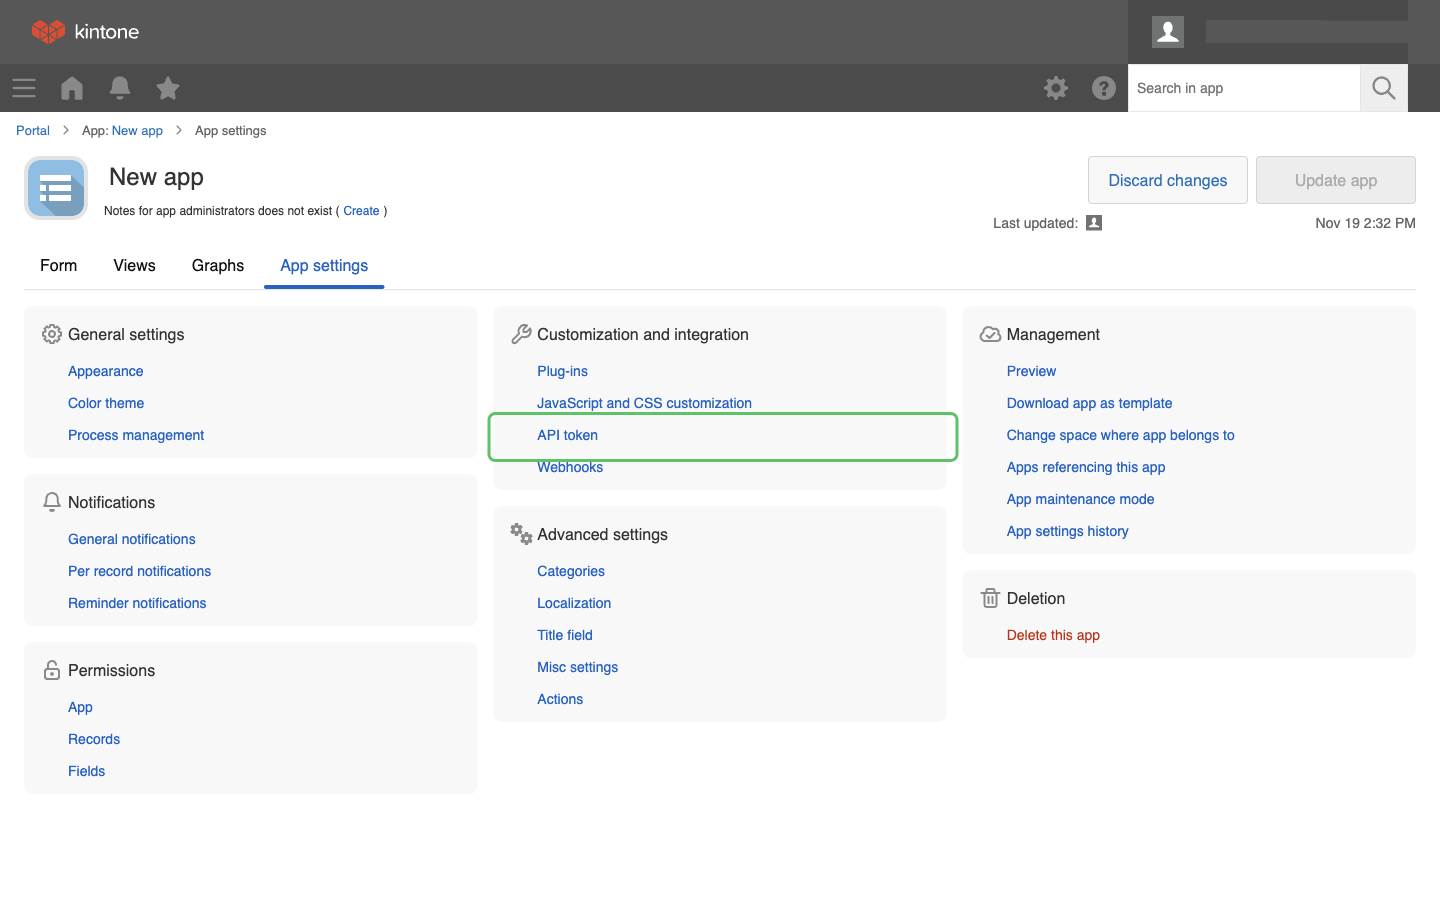 kintone
Search in app
Portal > App: New app > App settings
New app
Notes for app administrators does not exist ( Create )
Discard changes
Update app
Last updated:
Nov 19 2:32 PM
Form
Views
Graphs
App settings
General settings
Appearance
Color theme
Process management
Notifications
General notifications
Per record notifications
Reminder notifications
Permissions
App
Records
Fields
Customization and integration
Plug-ins
JavaScript and CSS customization
API token
Webhooks
Advanced settings
Categories
Localization
Title field
Misc settings
Actions
Management
Preview
Download app as template
Change space where app belongs to
Apps referencing this app
App maintenance mode
App settings history
Deletion
Delete this app